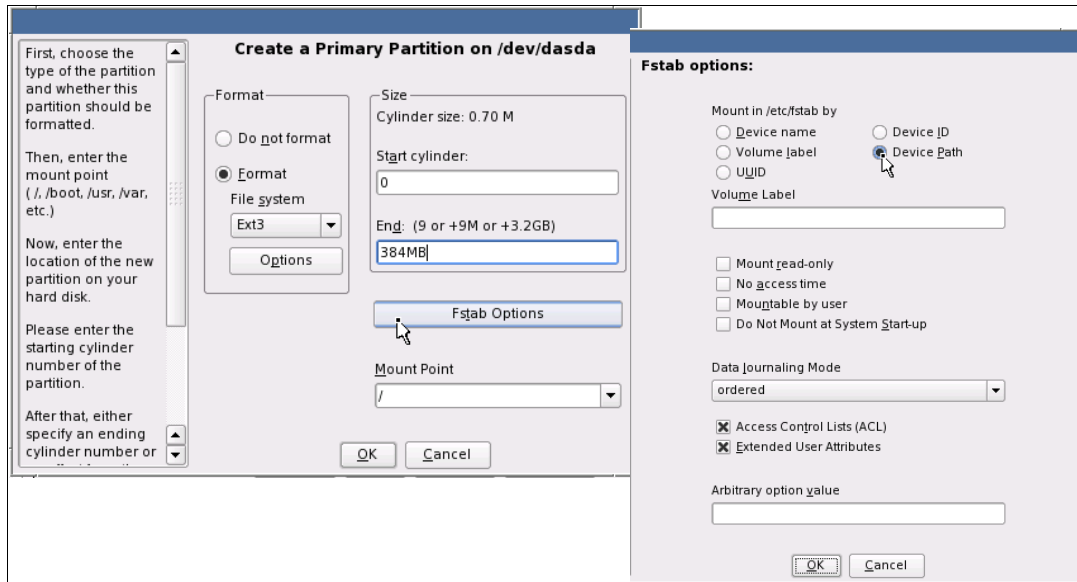 First, choose the
type of the partition
and whether this
partition should be
formatted.
Then, enter the
mount point
( /, /boot, /usr, /var,
etc.)
Now, enter the
location of the new
partition on your
hard disk.
Please enter the
starting cylinder
number of the
partition.
After that, either
specify an ending
cylinder number or
Create a Primary Partition on /dev/dasda
Format
Do not format
Format
File system
Ext3
Options
Size
Cylinder size: 0.70 M
Start cylinder:
0
End: (9 or +9M or +3.2GB)
384MB
Fstab Options
Mount Point
/
OK
Cancel
Fstab options:
Mount in /etc/fstab by
Device name
Device ID
Volume label
Device Path
UUID
Volume Label
Mount read-only
No access time
Mountable by user
Do Not Mount at System Start-up
Data Journaling Mode
ordered
Access Control Lists (ACL)
Extended User Attributes
Arbitrary option value
OK
Cancel